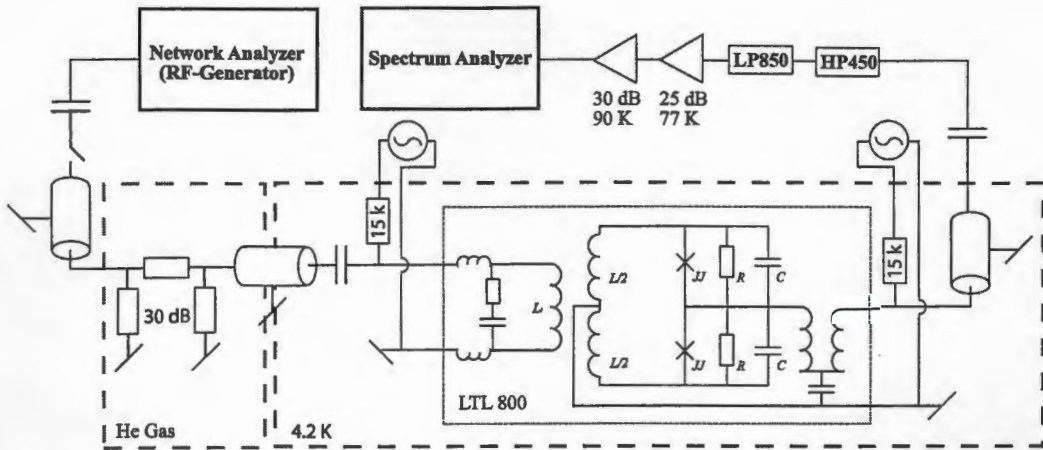 Network Analyzer
(RF-Generator)
Spectrum Analyzer
LP850
HP450
30 dB
90 K
25 dB
77 K
15 k
15 k
30 dB
L
L/2
L/2
JJ
R
C
JJ
R
C
LTL 800
He Gas
4.2 K